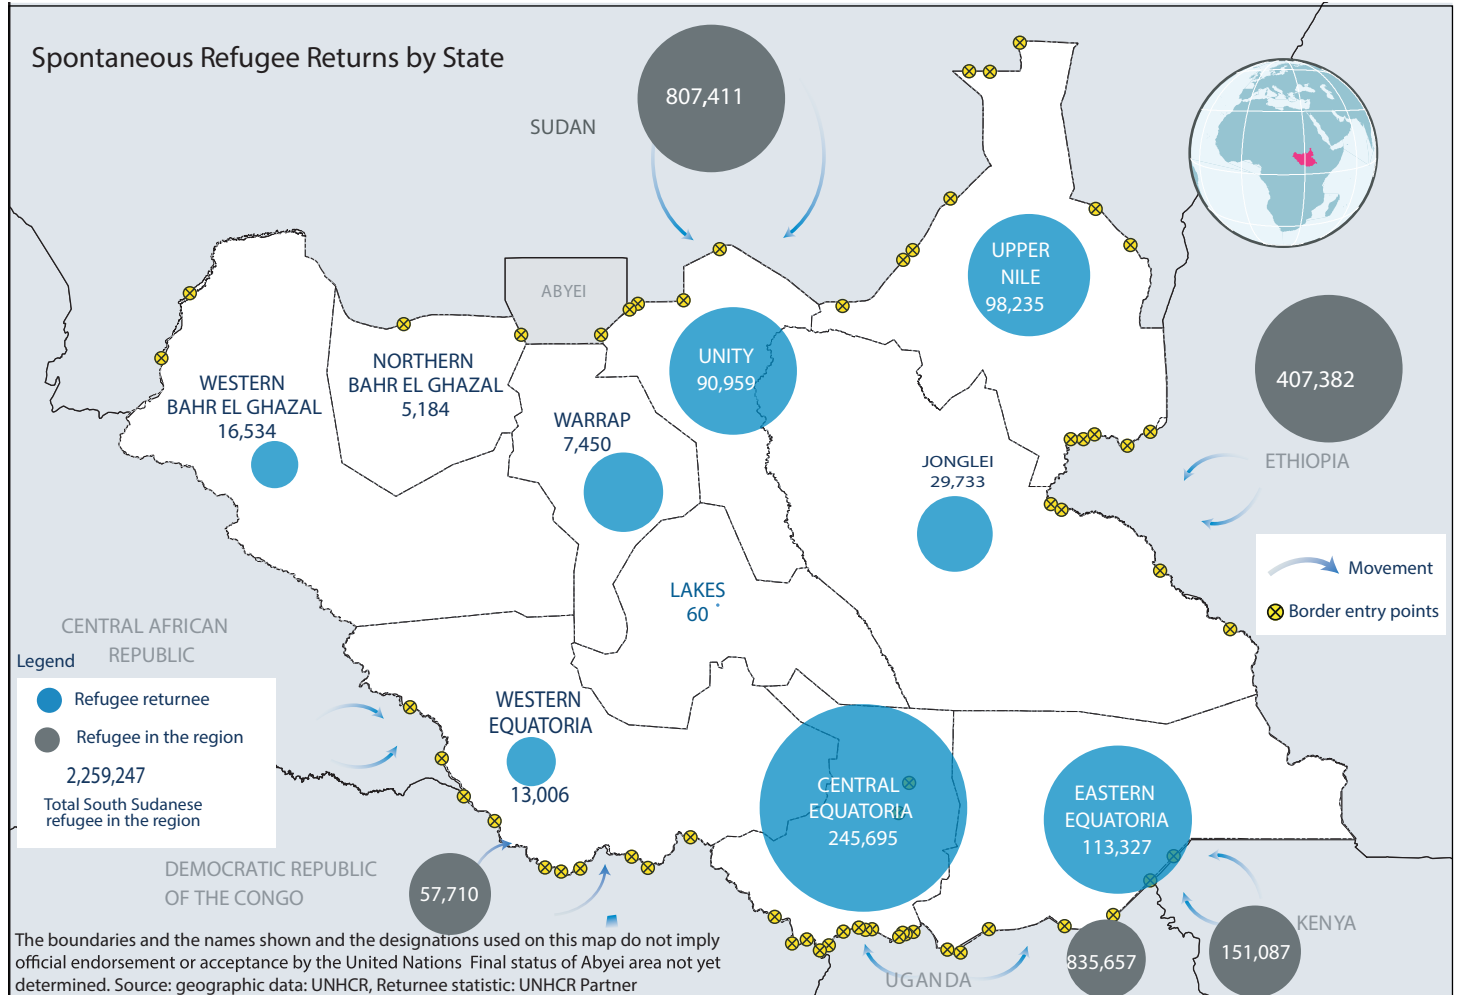 Spontaneous Refugee Returns by State
807,411
SUDAN
UPPER
NILE
98,235
ABYEI
UNITY
90,959
NORTHERN
BAHR EL GHAZAL
5,184
WESTERN
BAHR EL GHAZAL
16,534
WARRAP
7,450
407,382
ETHIOPIA
JONGLEI
29,733
Movement
Border entry points
LAKES
60 *
CENTRAL AFRICAN
REPUBLIC
Legend
Refugee returnee
Refugee in the region
2,259,247
Total South Sudanese
refugee in the region
WESTERN
EQUATORIA
13,006
CENTRAL
EQUATORIA
245,695
EASTERN
EQUATORIA
113,327
DEMOCRATIC REPUBLIC
OF THE CONGO
57,710
KENYA
151,087
835,657
UGANDA
The boundaries and the names shown and the designations used on this map do not imply
official endorsement or acceptance by the United Nations Final status of Abyei area not yet
determined. Source: geographic data: UNHCR, Returnee statistic: UNHCR Partner